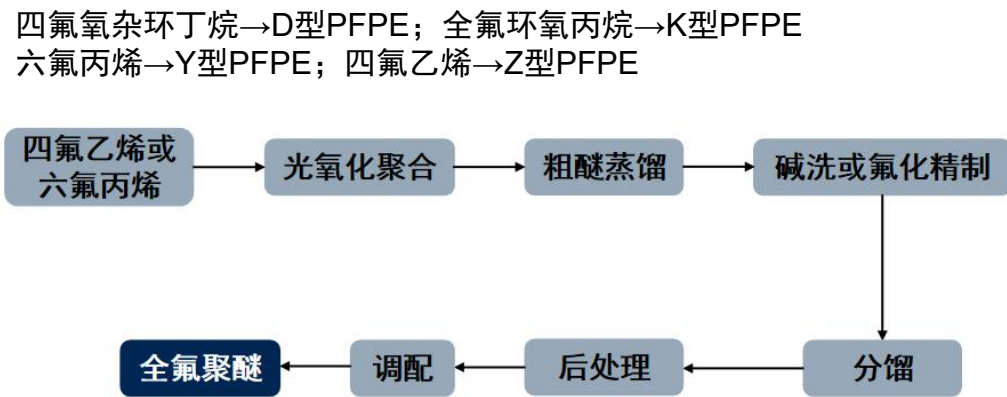 四氟氧杂环丁烷→D型PFPE；全氟环氧丙烷→K型PFPE
六氟丙烯→Y型PFPE；四氟乙烯→Z型PFPE
四氟乙烯或
六氟丙烯
光氧化聚合
粗醚蒸馏
碱洗或氟化精制
全氟聚醚
调配
后处理
分馏